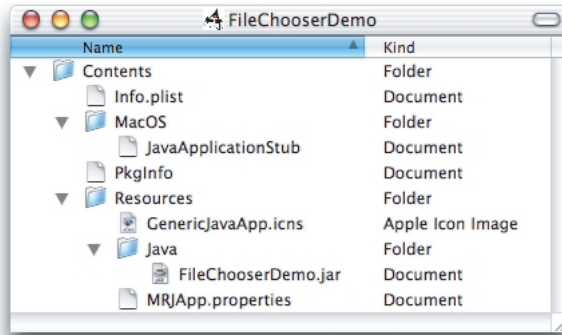 FileChooserDemo
Name Kind
Contents Folder
Info.plist Document
MacOS Folder
JavaApplicationStub Document
PkgInfo Document
Resources Folder
GenericJavaApp.icns Apple Icon Image
Java Folder
FileChooserDemo.jar Document
MRJApp.properties Document